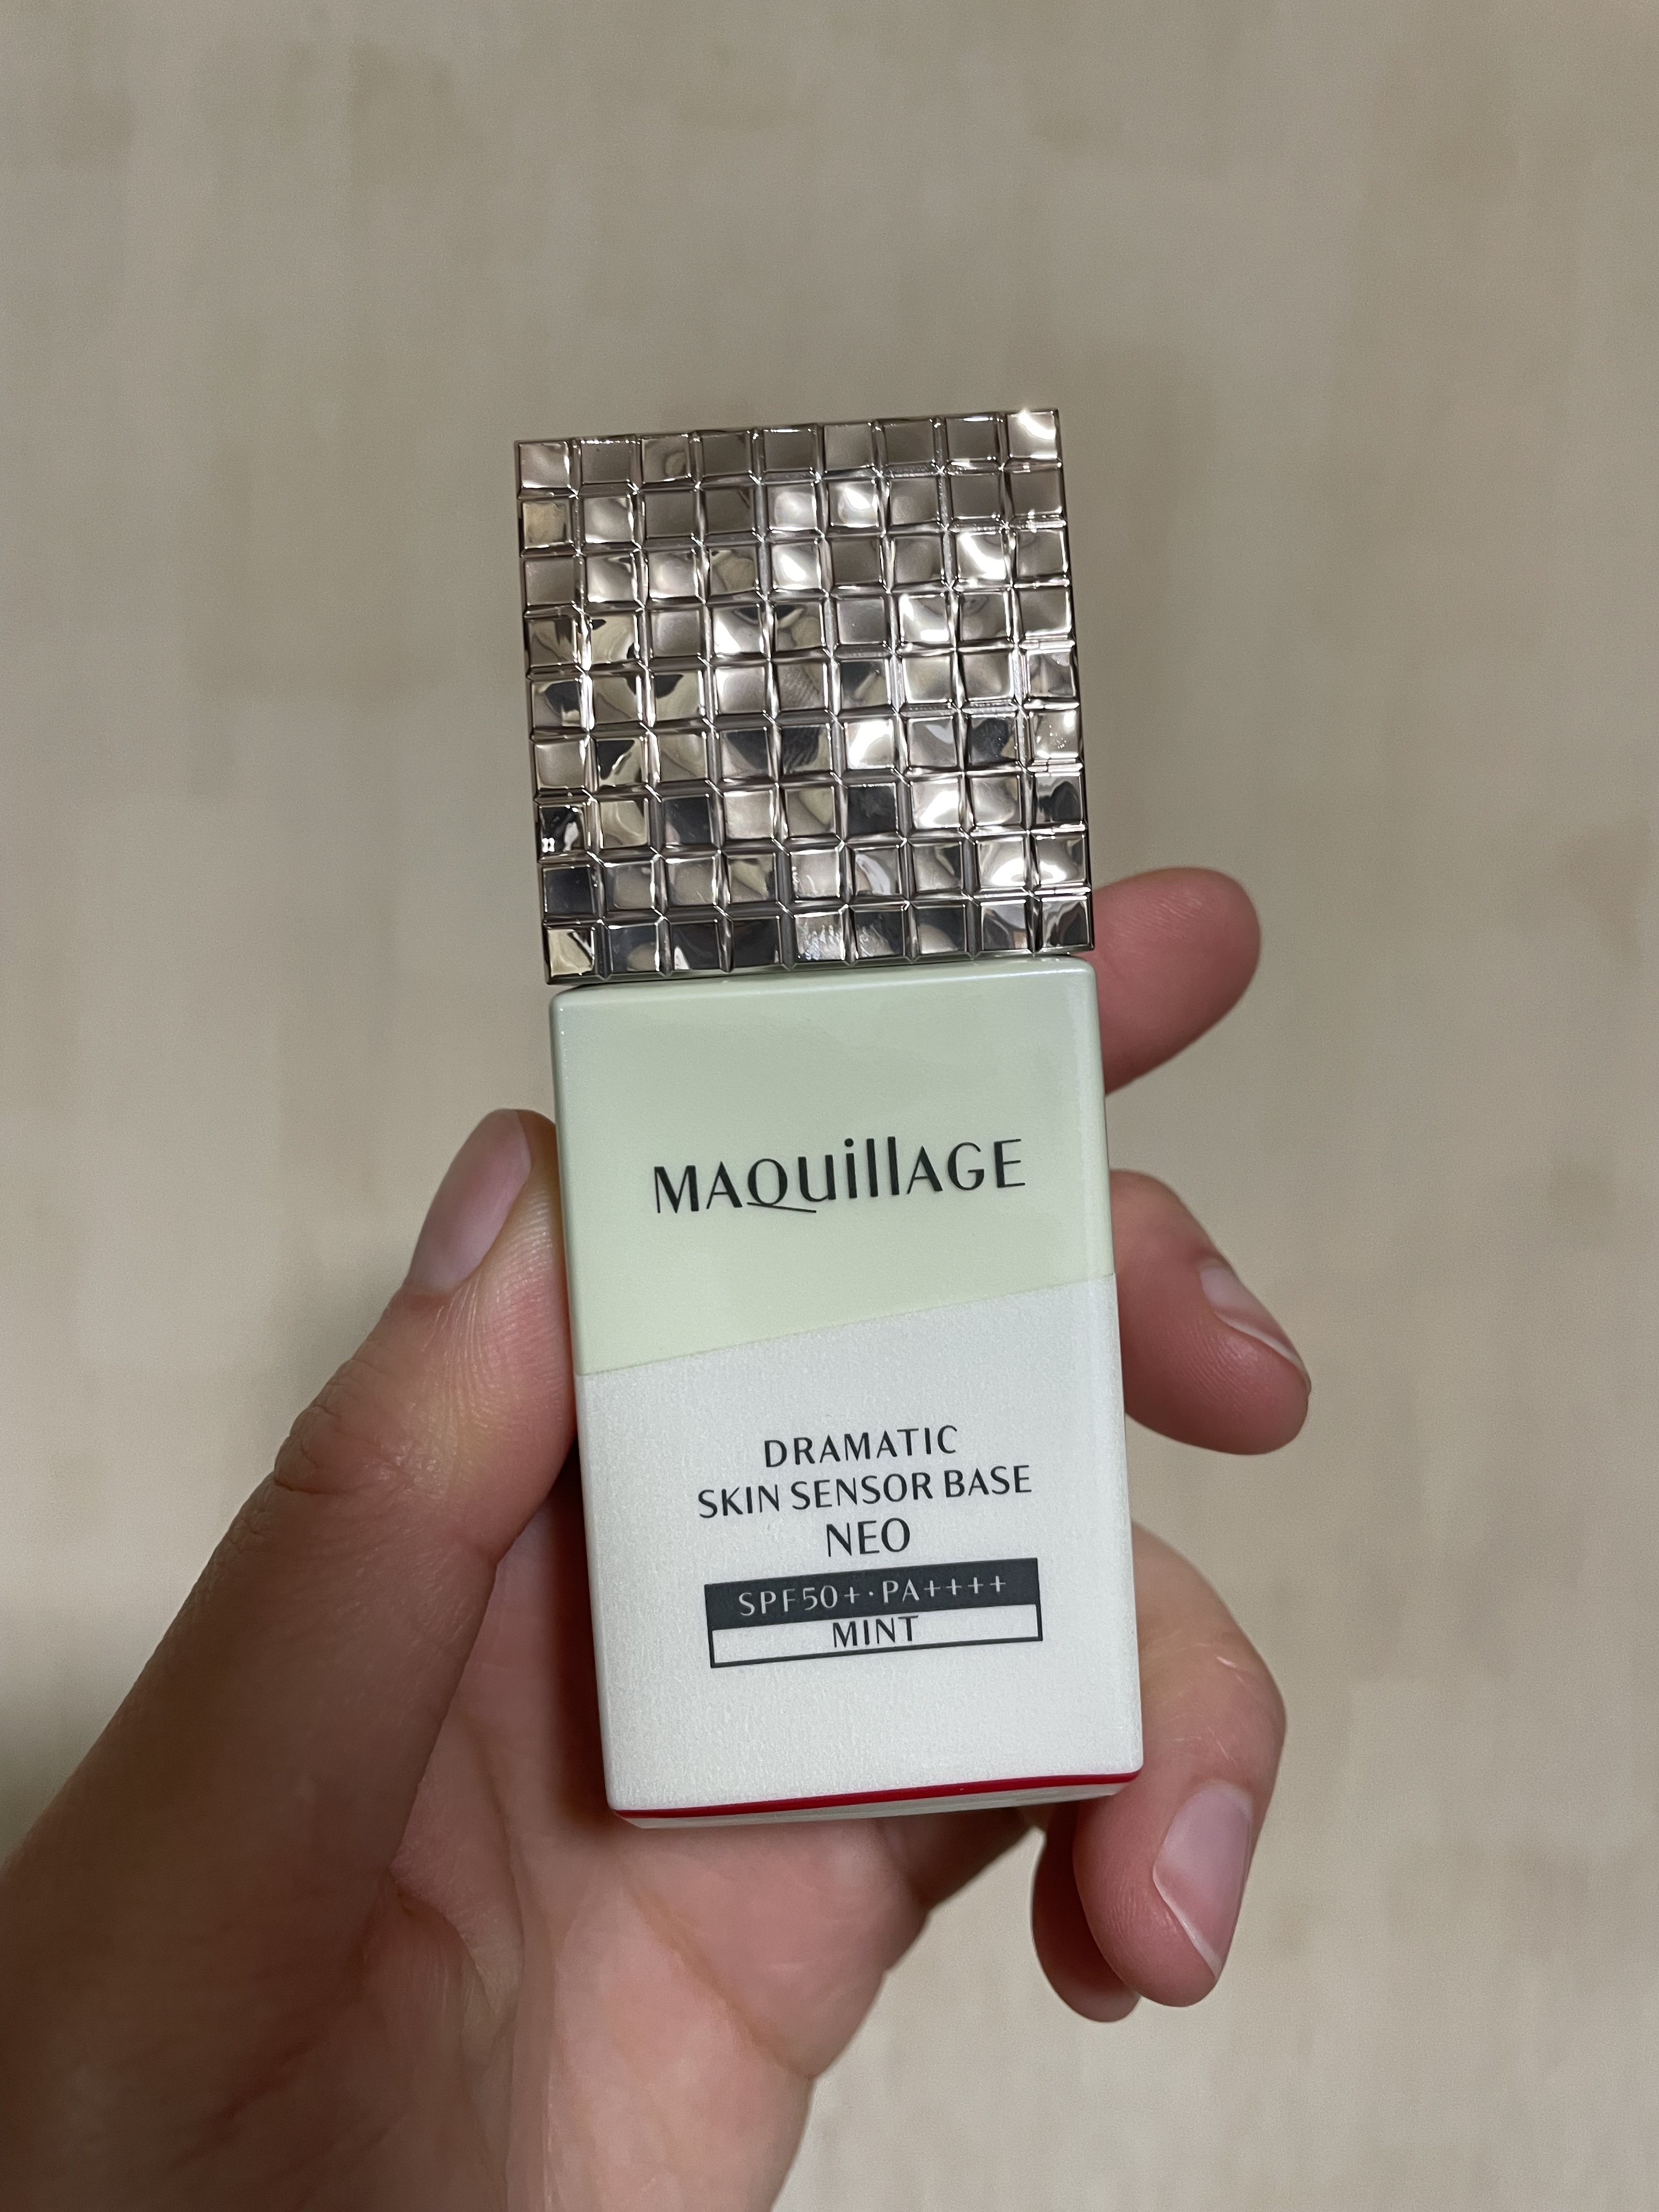 MAQuillAGE
DRAMATIC
SKIN SENSOR BASE
NEO
SPF50+·PA++++
MINT